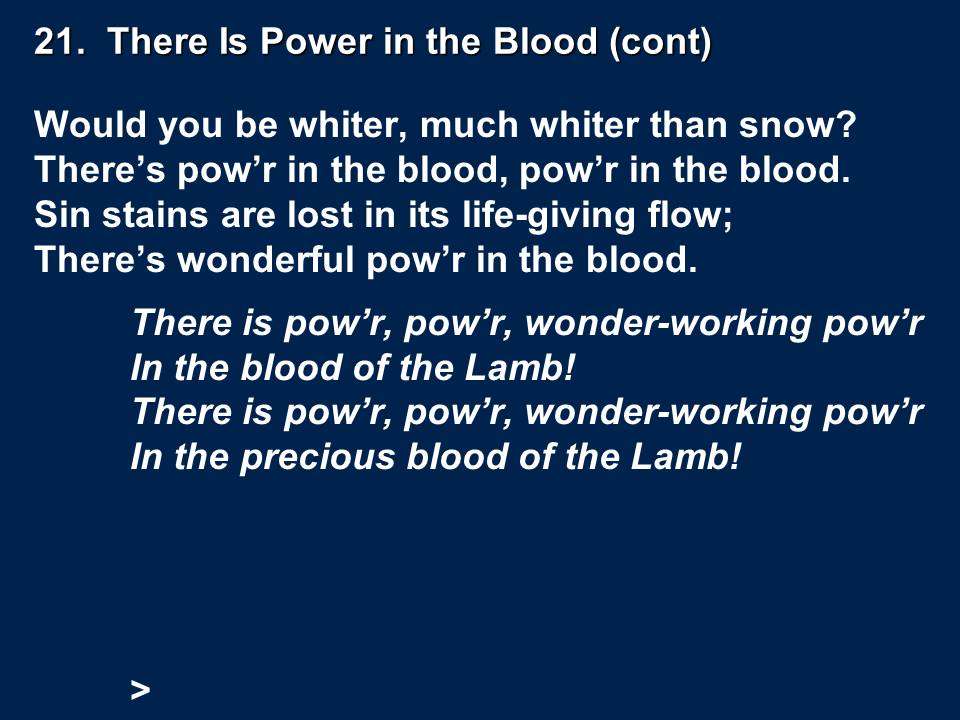 21.  There Is Power in the Blood (cont)
Would you be whiter, much whiter than snow?
There’s pow’r in the blood, pow’r in the blood.
Sin stains are lost in its life-giving flow;
There’s wonderful pow’r in the blood.
There is pow’r, pow’r, wonder-working pow’r
In the blood of the Lamb!
There is pow’r, pow’r, wonder-working pow’r
In the precious blood of the Lamb!
>